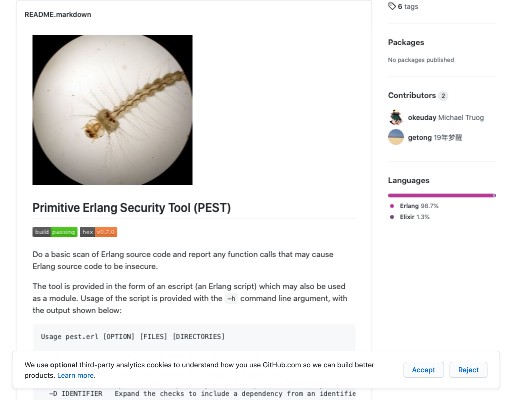 6 tags
README.markdown
Packages
No packages published
Contributors 2
okeuday Michael Truog
getong 19年梦醒
Languages
Erlang 98.7%
Elixir 1.3%
Primitive Erlang Security Tool (PEST)
build passing hex v0.7.0
Do a basic scan of Erlang source code and report any function calls that may cause
Erlang source code to be insecure.
The tool is provided in the form of an escript (an Erlang script) which may also be used
as a module. Usage of the script is provided with the -h command line argument, with
the output shown below:
Usage pest.erl [OPTION] [FILES] [DIRECTORIES]
We use optional third-party analytics cookies to understand how you use GitHub.com so we can build better
products. Learn more.
Accept
Reject
-D IDENTIFIER Expand the checks to include a dependency from an identifie